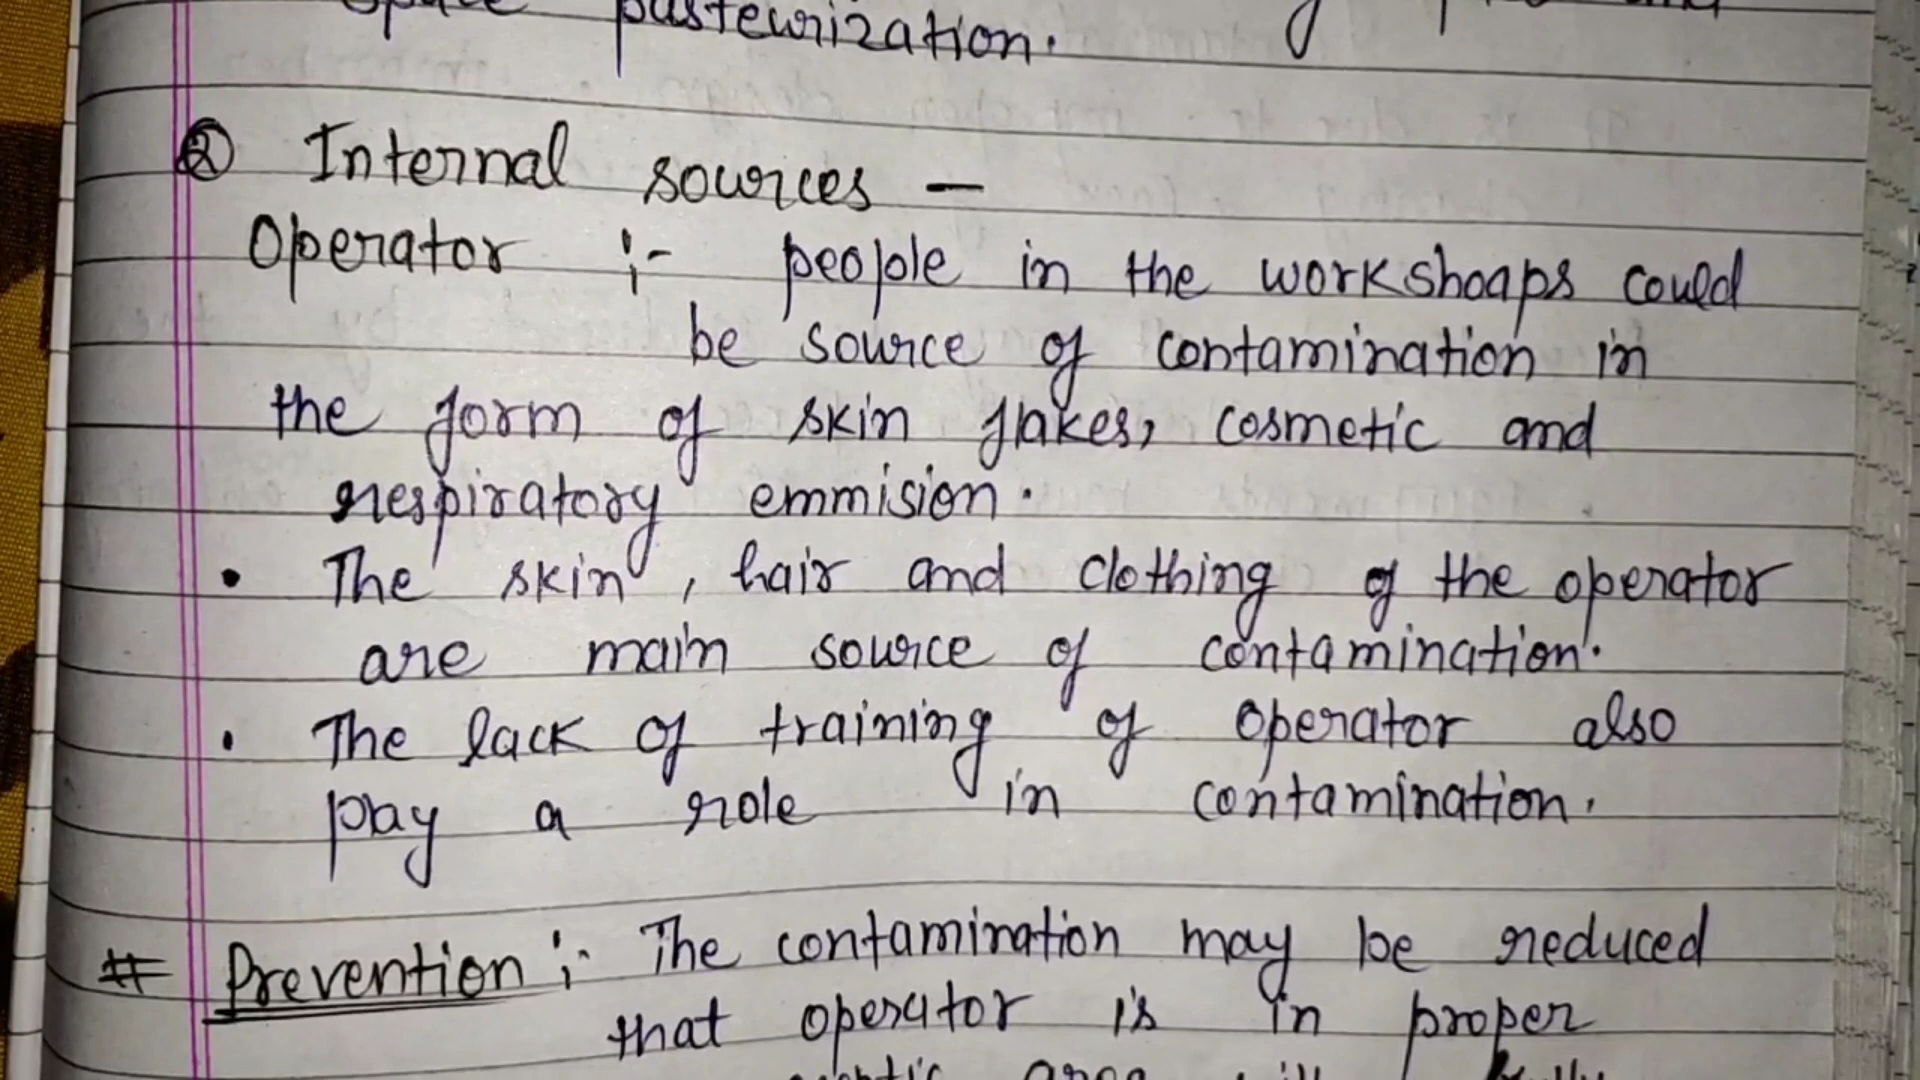 pasteurization.
② Internal sources —
Operator :- people in the workshoaps could
be source of contamination in
the form of skin flakes, cosmetic and
respiratory emmision.
• The skin, hair and clothing of the operator
are main source of contamination.
• The lack of training of operator also
play a role in contamination.
# Prevention :- The contamination may be reduced
that operator is in proper
area